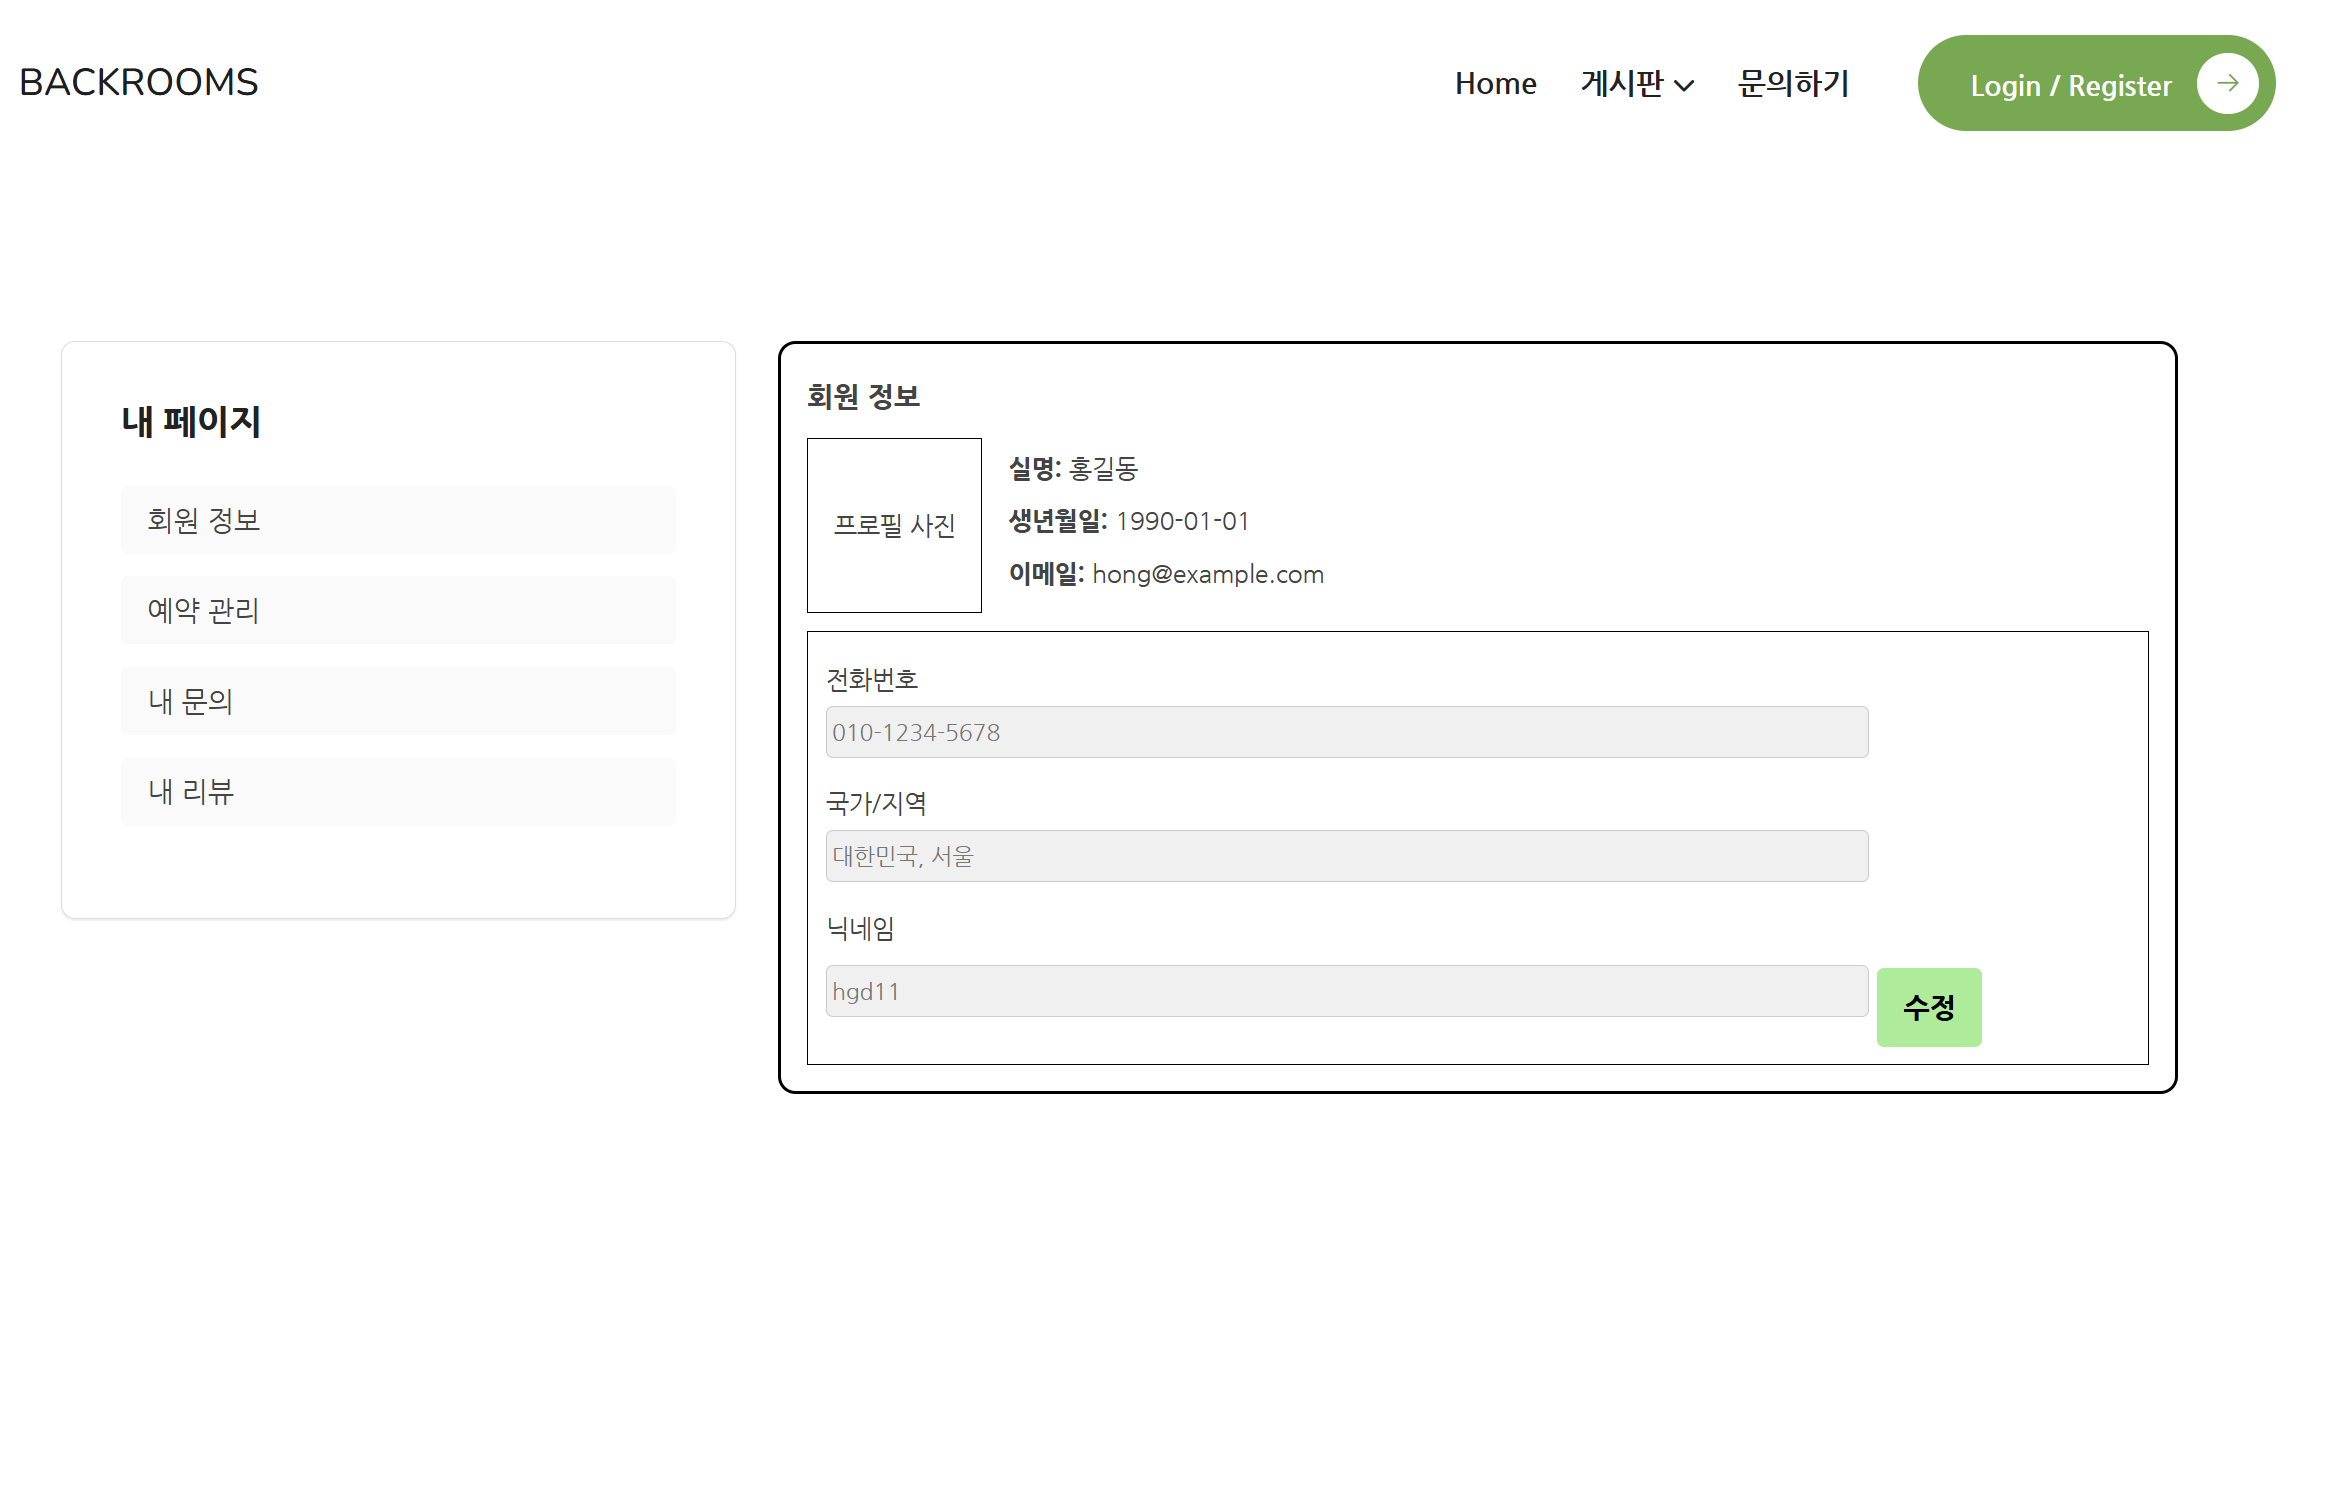 BACKROOMS
Home 게시판 문의하기 Login / Register
내 페이지
회원 정보
예약 관리
내 문의
내 리뷰
회원 정보
프로필 사진
실명: 홍길동
생년월일: 1990-01-01
이메일: hong@example.com
전화번호
010-1234-5678
국가/지역
대한민국, 서울
닉네임
hgd11
수정